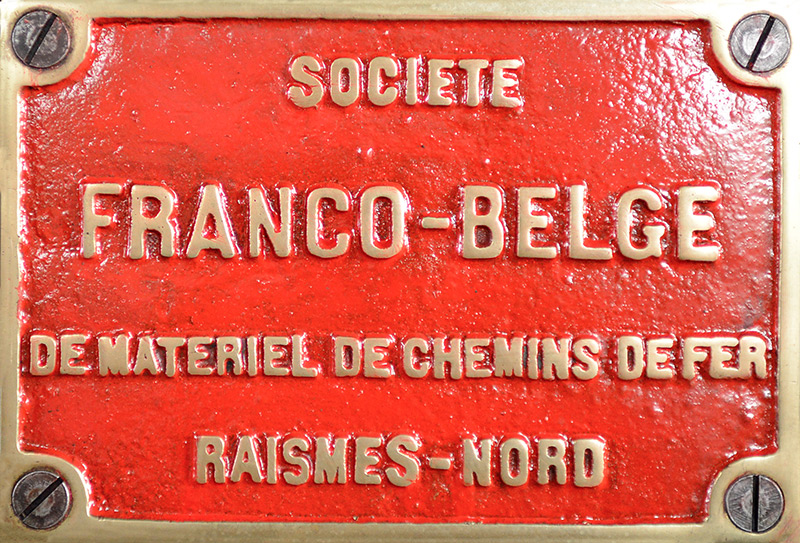 SOCIETE
FRANCO-BELGE
DE MATERIEL DE CHEMINS DE FER
RAISMES-NORD